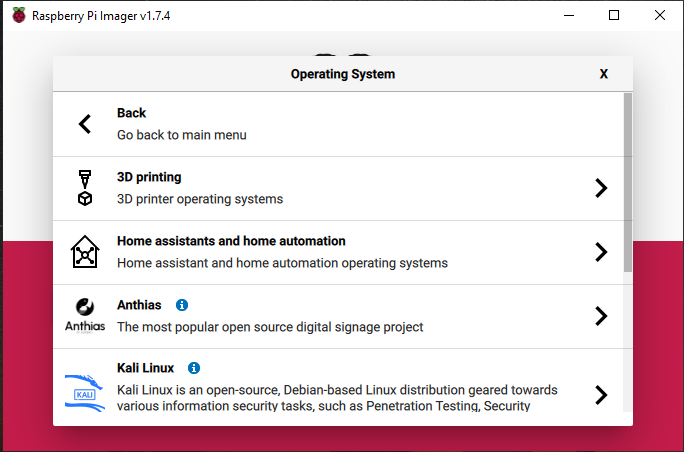 Raspberry Pi Imager v1.7.4
Operating System
X
Back
Go back to main menu
3D printing
3D printer operating systems
Home assistants and home automation
Home assistant and home automation operating systems
Anthias
Anthias
The most popular open source digital signage project
Kali Linux
KALI
Kali Linux is an open-source, Debian-based Linux distribution geared towards
various information security tasks, such as Penetration Testing, Security